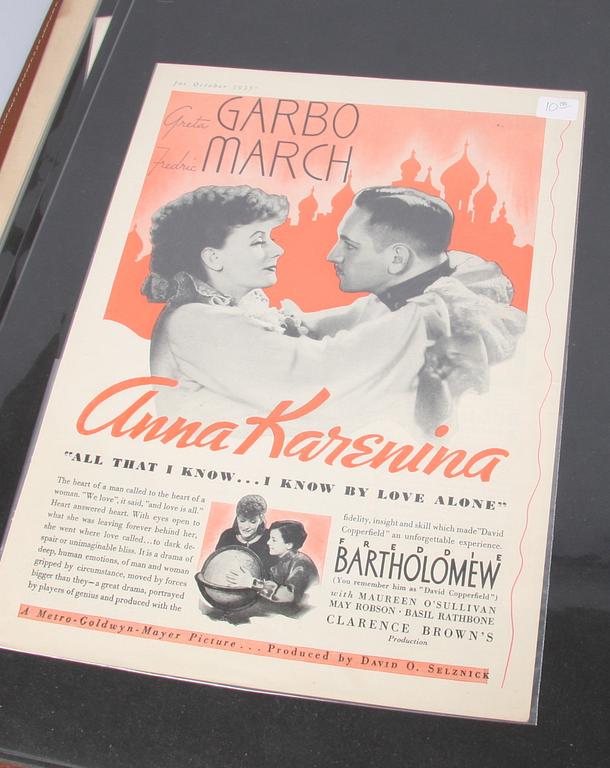 for October 1935
10.00
Greta GARBO
Fredric MARCH
Anna Karenina
"ALL THAT I KNOW...I KNOW BY LOVE ALONE"
The heart of a man called to the heart of a
woman. "We love", it said, "and love is all."
Heart answered heart. With eyes open to
what she was leaving forever behind her,
she went where love called...to dark de-
spair or unimaginable bliss. It is a drama of
deep, human emotions, of man and woman
gripped by circumstance, moved by forces
bigger than they—a great drama, portrayed
by players of genius and produced with the
fidelity, insight and skill which made "David
Copperfield" an unforgettable experience.
FREDDIE
BARTHOLOMEW
(You remember him as "David Copperfield")
with MAUREEN O'SULLIVAN
MAY ROBSON · BASIL RATHBONE
CLARENCE BROWN'S
Production
A Metro-Goldwyn-Mayer Picture... Produced by DAVID O. SELZNICK